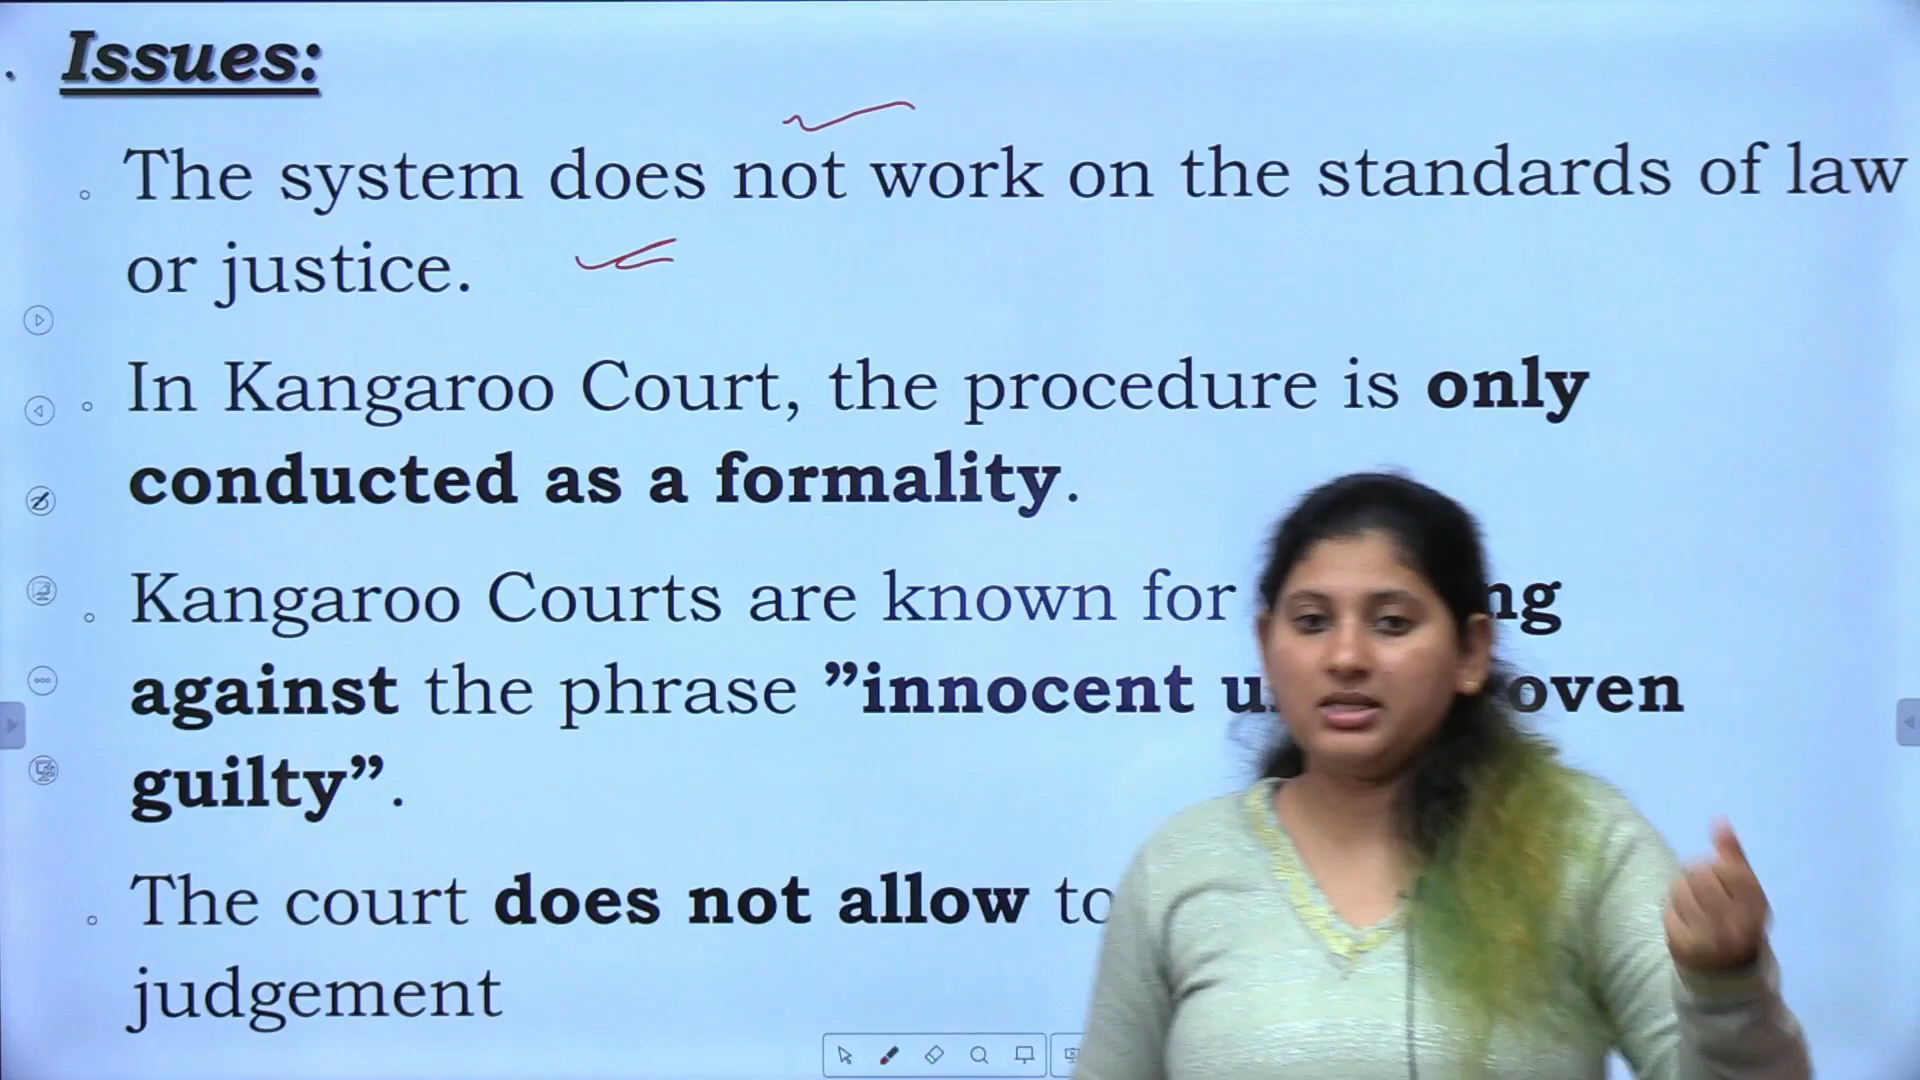 Issues:
The system does not work on the standards of law
or justice.
In Kangaroo Court, the procedure is only
conducted as a formality.
Kangaroo Courts are known for
against the phrase ”innocent
guilty”.
The court does not allow to
judgement